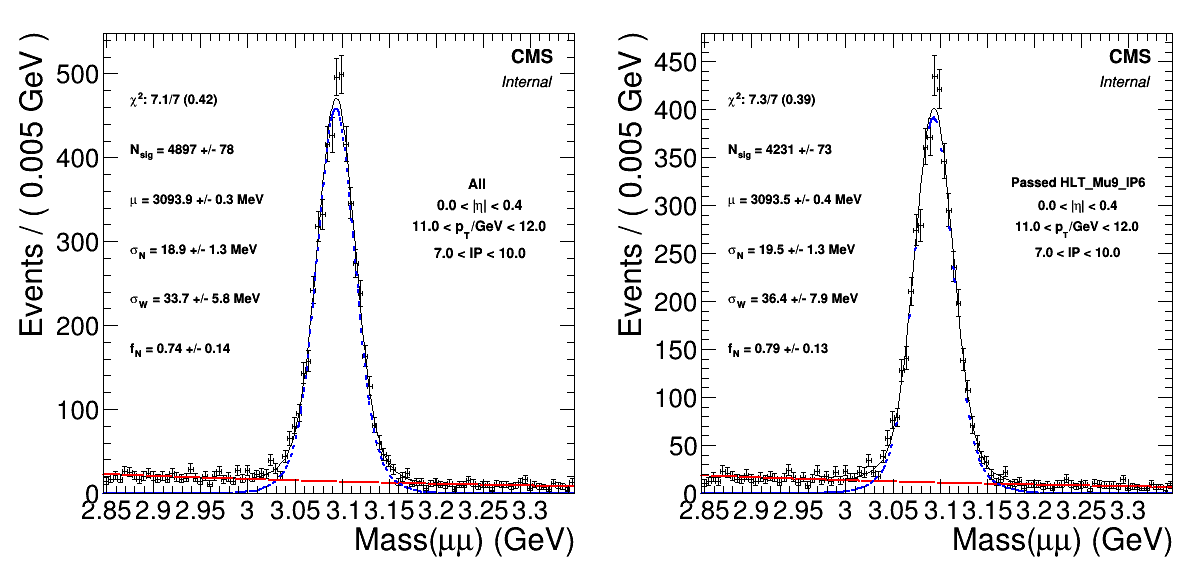 CMS
Internal
χ²: 7.1/7 (0.42)
N_sig = 4897 +/- 78
μ = 3093.9 +/- 0.3 MeV
σ_N = 18.9 +/- 1.3 MeV
σ_W = 33.7 +/- 5.8 MeV
f_N = 0.74 +/- 0.14
All
0.0 < |η| < 0.4
11.0 < p_T/GeV < 12.0
7.0 < IP < 10.0
Events / ( 0.005 GeV )
500
400
300
200
100
0
2.85 2.9 2.95 3 3.05 3.1 3.15 3.2 3.25 3.3
Mass(μμ) (GeV)
CMS
Internal
χ²: 7.3/7 (0.39)
N_sig = 4231 +/- 73
μ = 3093.5 +/- 0.4 MeV
σ_N = 19.5 +/- 1.3 MeV
σ_W = 36.4 +/- 7.9 MeV
f_N = 0.79 +/- 0.13
Passed HLT_Mu9_IP6
0.0 < |η| < 0.4
11.0 < p_T/GeV < 12.0
7.0 < IP < 10.0
Events / ( 0.005 GeV )
450
400
350
300
250
200
150
100
50
0
2.85 2.9 2.95 3 3.05 3.1 3.15 3.2 3.25 3.3
Mass(μμ) (GeV)